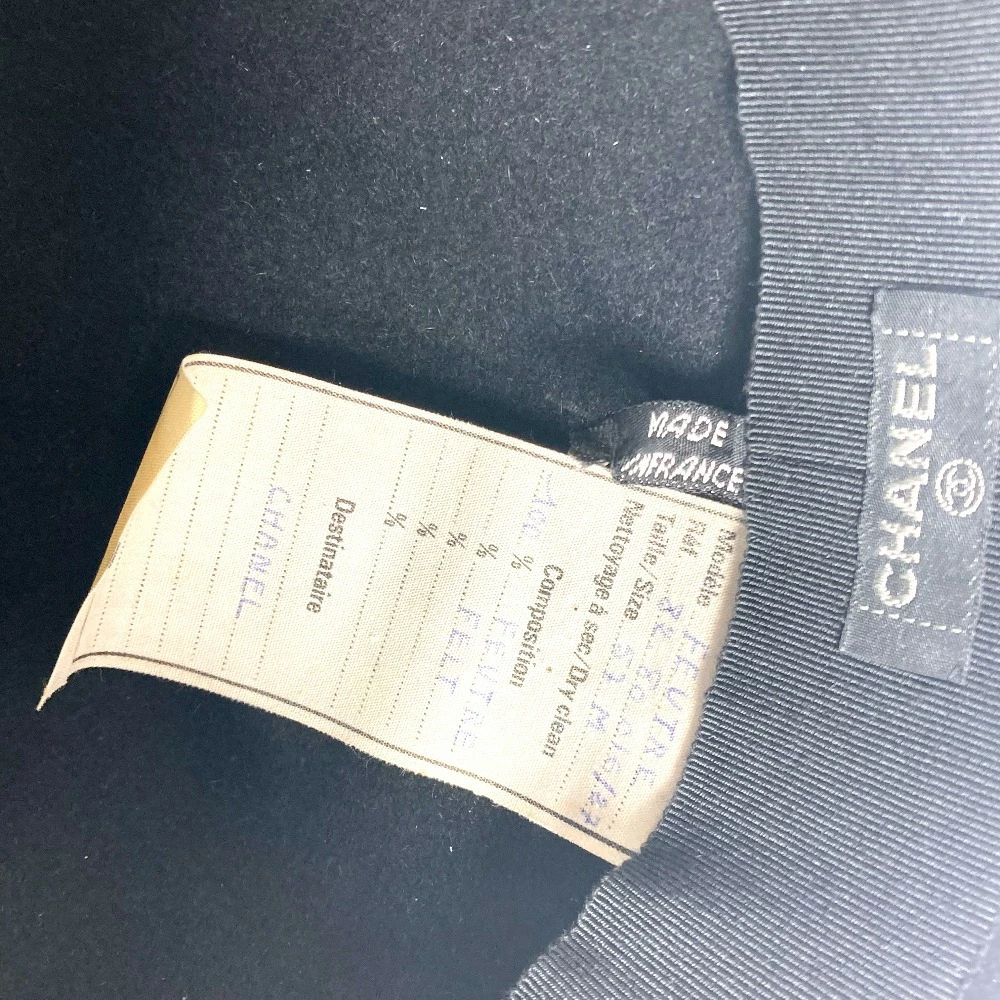 CHANEL
MADE
IN FRANCE
Modèle FEUTRE
Réf.
Taille/Size 57 M
Nettoyage à sec/Dry clean
Composition
100 % FEUTRE
% FELT
%
%
%
Destinataire
CHANEL